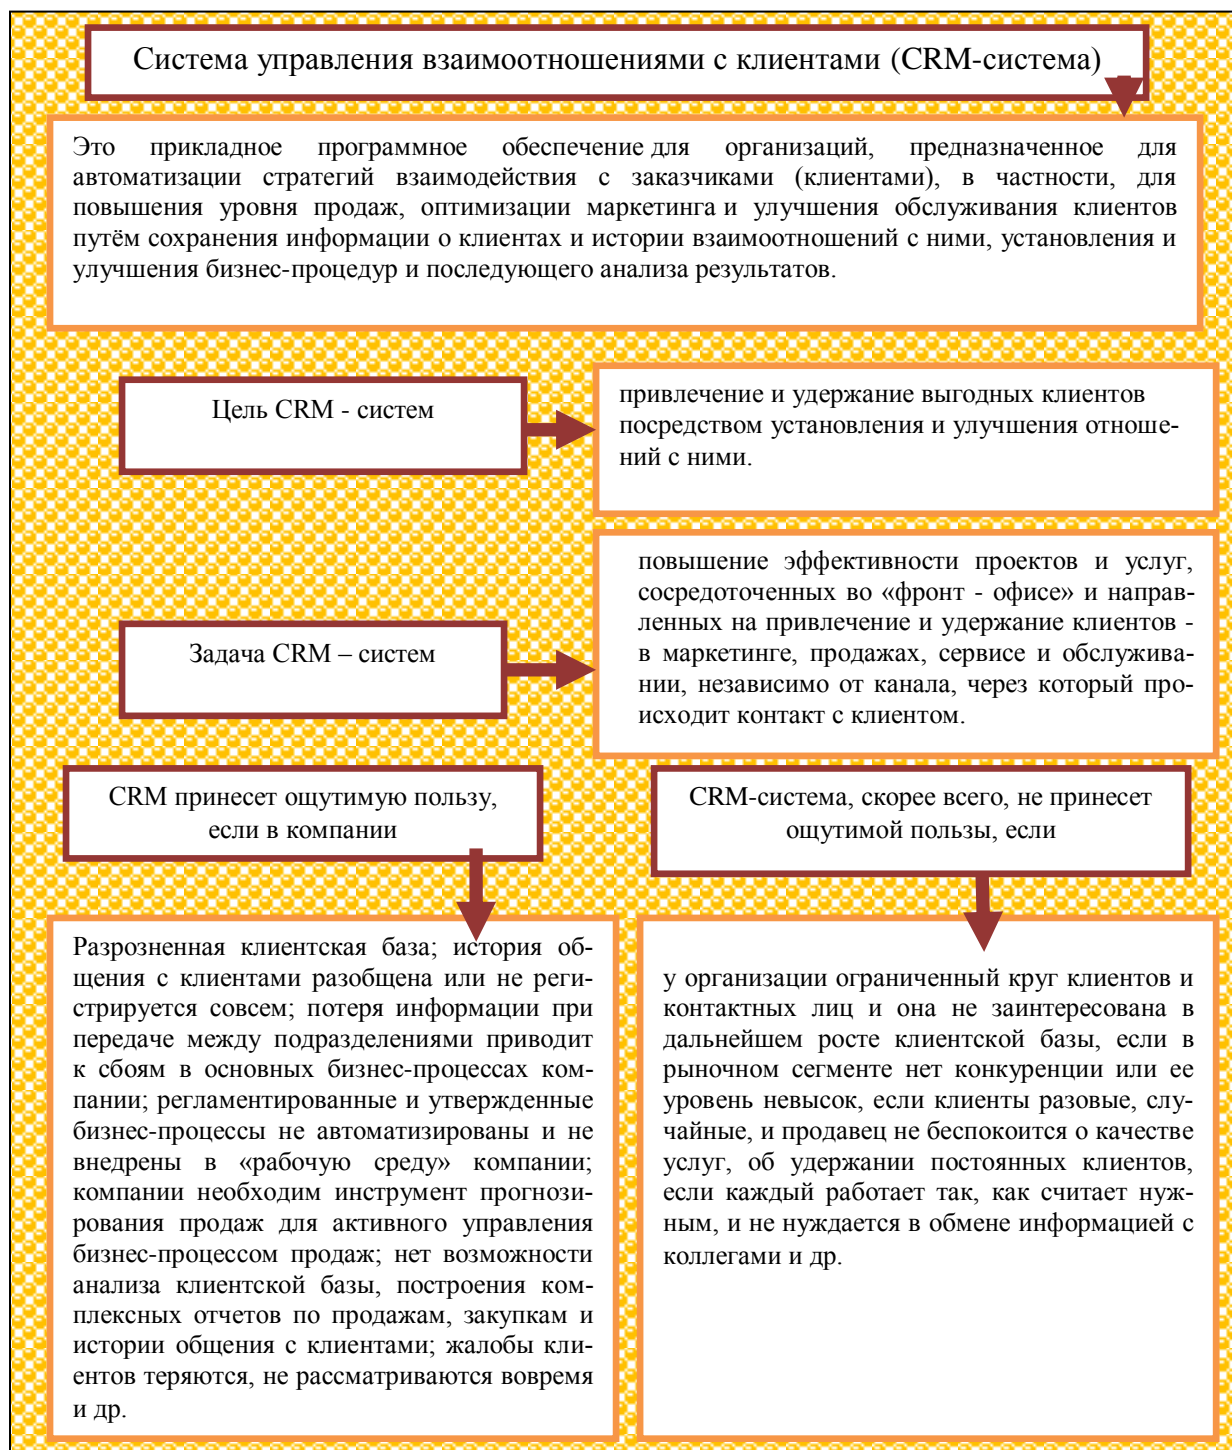 Система управления взаимоотношениями с клиентами (CRM-система)
Это прикладное программное обеспечение для организаций, предназначенное для
автоматизации стратегий взаимодействия с заказчиками (клиентами), в частности, для
повышения уровня продаж, оптимизации маркетинга и улучшения обслуживания клиентов
путём сохранения информации о клиентах и истории взаимоотношений с ними, установления и
улучшения бизнес-процедур и последующего анализа результатов.
Цель CRM - систем
привлечение и удержание выгодных клиентов
посредством установления и улучшения отноше-
ний с ними.
Задача CRM – систем
повышение эффективности проектов и услуг,
сосредоточенных во «фронт - офисе» и направ-
ленных на привлечение и удержание клиентов -
в маркетинге, продажах, сервисе и обслужива-
нии, независимо от канала, через который про-
исходит контакт с клиентом.
CRM принесет ощутимую пользу,
если в компании
CRM-система, скорее всего, не принесет
ощутимой пользы, если
Разрозненная клиентская база; история об-
щения с клиентами разобщена или не реги-
стрируется совсем; потеря информации при
передаче между подразделениями приводит
к сбоям в основных бизнес-процессах ком-
пании; регламентированные и утвержденные
бизнес-процессы не автоматизированы и не
внедрены в «рабочую среду» компании;
компании необходим инструмент прогнози-
рования продаж для активного управления
бизнес-процессом продаж; нет возможности
анализа клиентской базы, построения ком-
плексных отчетов по продажам, закупкам и
истории общения с клиентами; жалобы кли-
ентов теряются, не рассматриваются вовремя
и др.
у организации ограниченный круг клиентов и
контактных лиц и она не заинтересована в
дальнейшем росте клиентской базы, если в
рыночном сегменте нет конкуренции или ее
уровень невысок, если клиенты разовые, слу-
чайные, и продавец не беспокоится о качестве
услуг, об удержании постоянных клиентов,
если каждый работает так, как считает нуж-
ным, и не нуждается в обмене информацией с
коллегами и др.